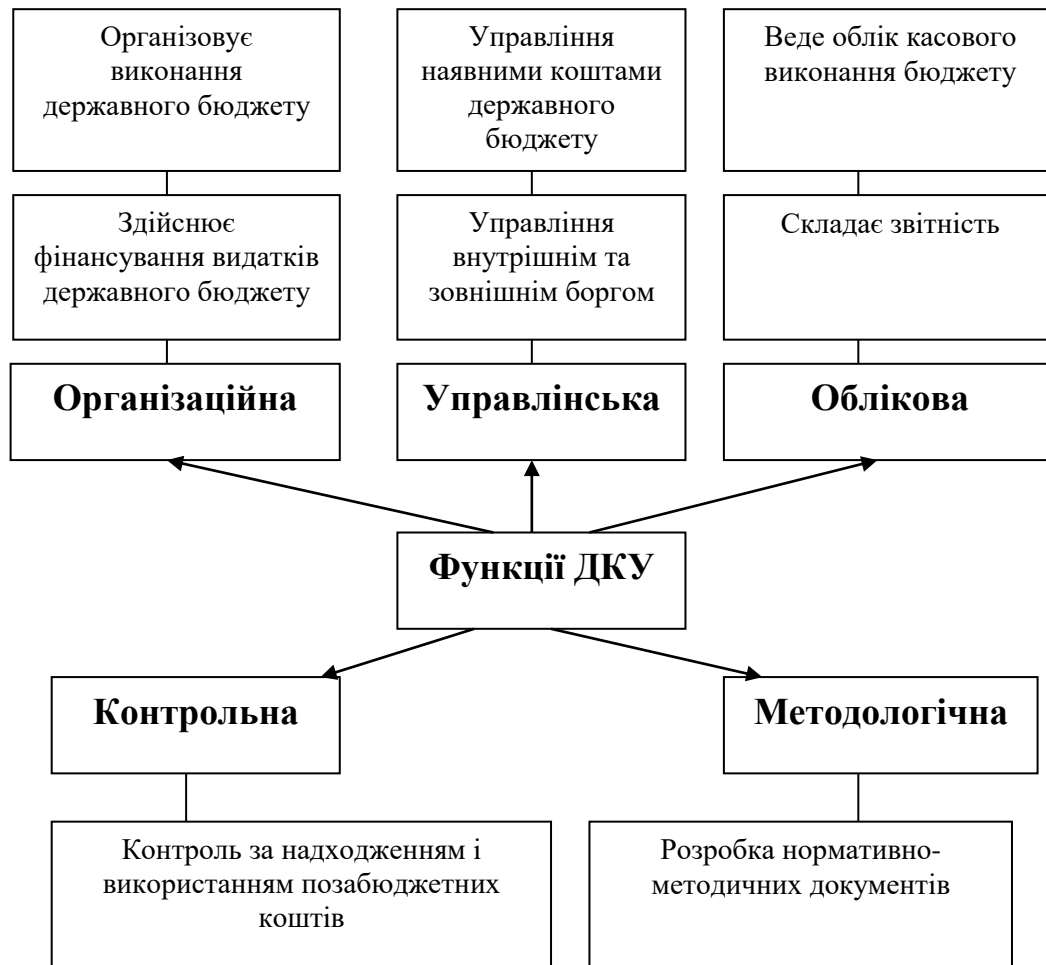 Організовує
виконання
державного бюджету
Управління
наявними коштами
державного
бюджету
Веде облік касового
виконання бюджету
Здійснює
фінансування видатків
державного бюджету
Управління
внутрішнім та
зовнішнім боргом
Складає звітність
Організаційна
Управлінська
Облікова
Функції ДКУ
Контрольна
Методологічна
Контроль за надходженням і
використанням позабюджетних
коштів
Розробка нормативно-
методичних документів